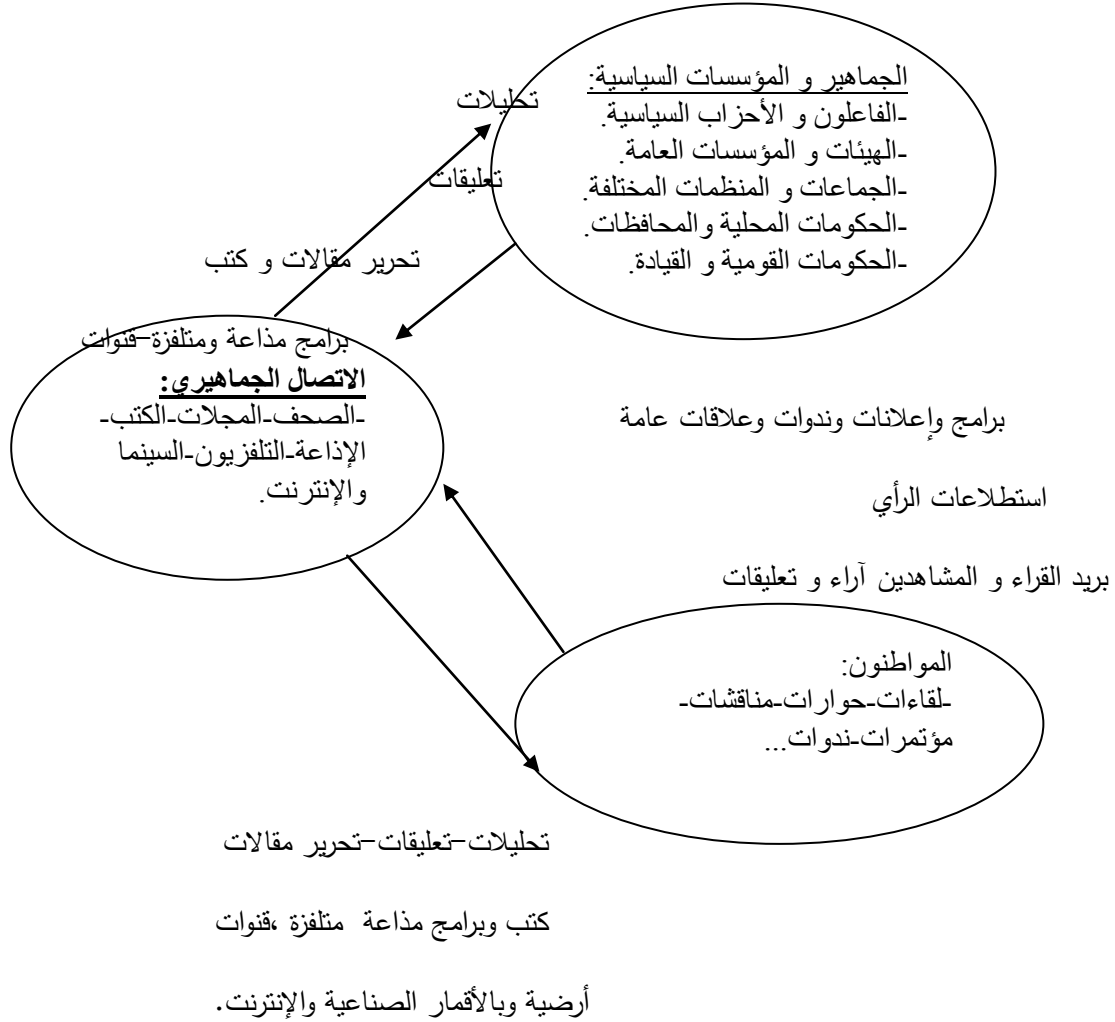 الجماهير و المؤسسات السياسية:
-الفاعلون و الأحزاب السياسية.
-الهيئات و المؤسسات العامة.
-الجماعات و المنظمات المختلفة.
-الحكومات المحلية والمحافظات.
-الحكومات القومية و القيادة.
تحليلات
تعليقات
تحرير مقالات و كتب
برامج مذاعة ومتلفزة-قنوات
الاتصال الجماهيري:
-الصحف-المجلات-الكتب-
الإذاعة-التلفزيون-السينما
والإنترنت.
برامج وإعلانات وندوات وعلاقات عامة
استطلاعات الرأي
بريد القراء و المشاهدين آراء و تعليقات
المواطنون:
-لقاءات-حوارات-مناقشات-
مؤتمرات-ندوات...
تحليلات-تعليقات-تحرير مقالات
كتب وبرامج مذاعة متلفزة ،قنوات
أرضية وبالأقمار الصناعية والإنترنت.